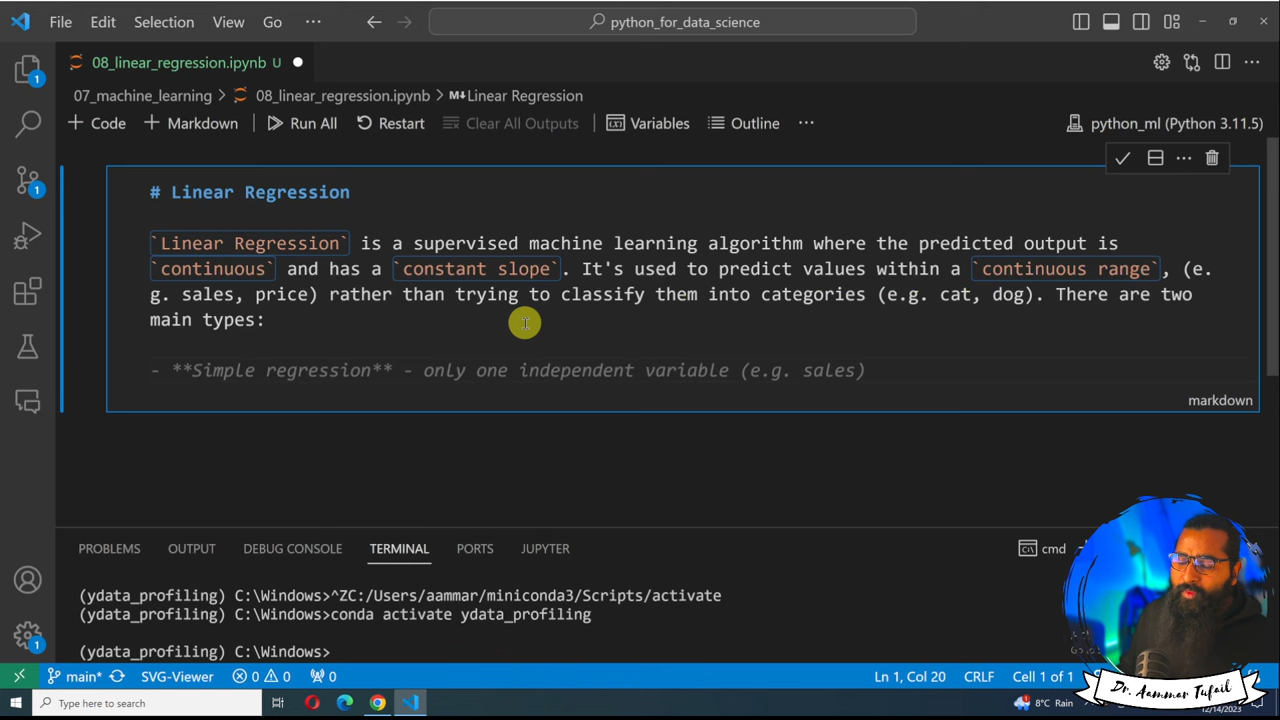 File Edit Selection View Go ··· python_for_data_science
08_linear_regression.ipynb U
07_machine_learning > 08_linear_regression.ipynb > M↓Linear Regression
+ Code + Markdown Run All Restart Clear All Outputs Variables Outline ··· python_ml (Python 3.11.5)
# Linear Regression
`Linear Regression` is a supervised machine learning algorithm where the predicted output is
`continuous` and has a `constant slope`. It's used to predict values within a `continuous range`, (e.
g. sales, price) rather than trying to classify them into categories (e.g. cat, dog). There are two
main types:
- **Simple regression** - only one independent variable (e.g. sales)
markdown
PROBLEMS OUTPUT DEBUG CONSOLE TERMINAL PORTS JUPYTER
cmd
(ydata_profiling) C:\Windows>^ZC:/Users/aammar/miniconda3/Scripts/activate
(ydata_profiling) C:\Windows>conda activate ydata_profiling
(ydata_profiling) C:\Windows>
1
1
1
main* SVG-Viewer 0 0 0 Ln 1, Col 20 CRLF Cell 1 of 1
Type here to search 8°C Rain
12/14/2023
Dr. Aammar Tufail